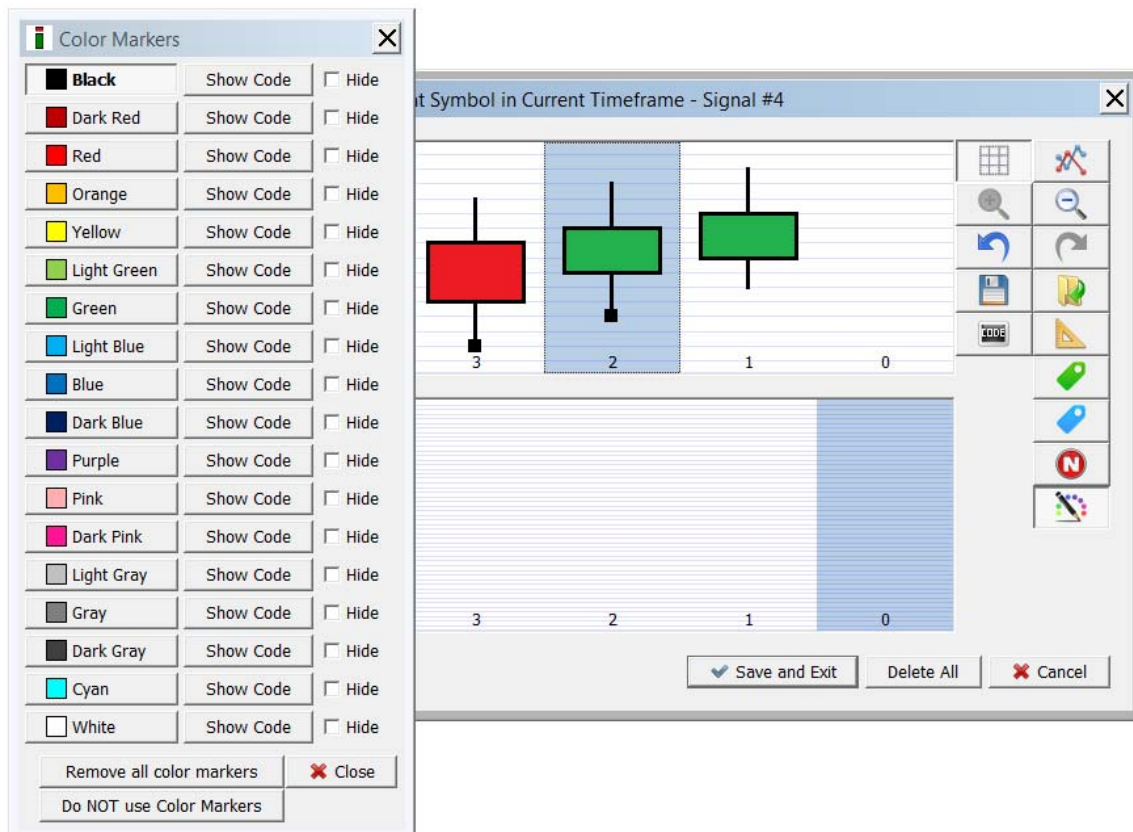 Color Markers
Black Show Code Hide
Dark Red Show Code Hide
Red Show Code Hide
Orange Show Code Hide
Yellow Show Code Hide
Light Green Show Code Hide
Green Show Code Hide
Light Blue Show Code Hide
Blue Show Code Hide
Dark Blue Show Code Hide
Purple Show Code Hide
Pink Show Code Hide
Dark Pink Show Code Hide
Light Gray Show Code Hide
Gray Show Code Hide
Dark Gray Show Code Hide
Cyan Show Code Hide
White Show Code Hide
Remove all color markers Close
Do NOT use Color Markers
Symbol in Current Timeframe - Signal #4
3 2 1 0
CODE
N
3 2 1 0
Save and Exit Delete All Cancel